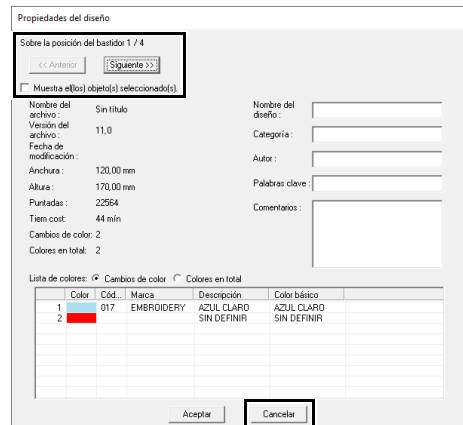 Propiedades del diseño
Sobre la posición del bastidor 1 / 4
<< Anterior Siguiente >>
Muestra el(los) objeto(s) seleccionado(s).
Nombre del archivo : Sin título
Versión del archivo : 11,0
Fecha de modificación :
Anchura : 120,00 mm
Altura : 170,00 mm
Puntadas : 22564
Tiem cost: 44 mín
Cambios de color: 2
Colores en total: 2
Nombre del diseño :
Categoría :
Autor :
Palabras clave :
Comentarios :
Lista de colores: Cambios de color Colores en total
Color Cód... Marca Descripción Color básico
1 017 EMBROIDERY AZUL CLARO AZUL CLARO
2 SIN DEFINIR SIN DEFINIR
Aceptar Cancelar